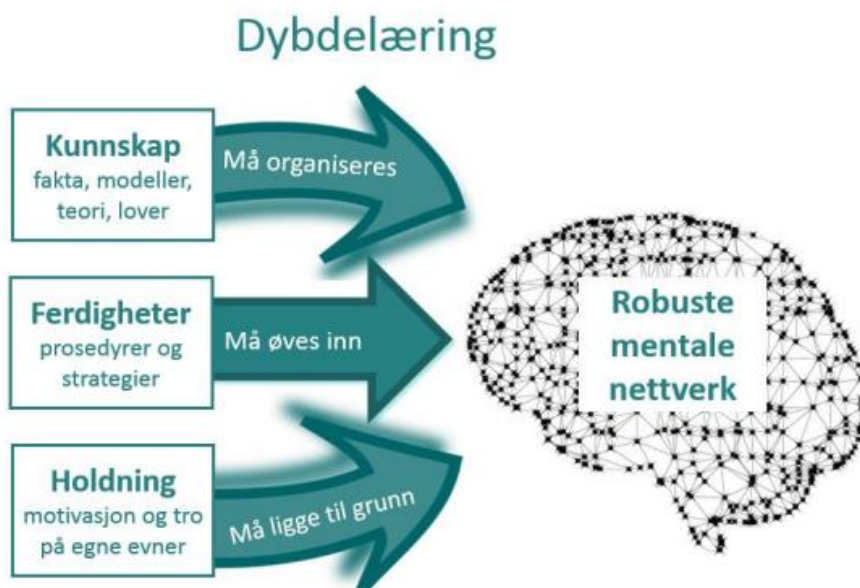 Dybdelæring
Kunnskap
fakta, modeller,
teori, lover
Må organiseres
Ferdigheter
prosedyrer og
strategier
Må øves inn
Holdning
motivasjon og tro
på egne evner
Må ligge til grunn
Robuste
mentale
nettverk